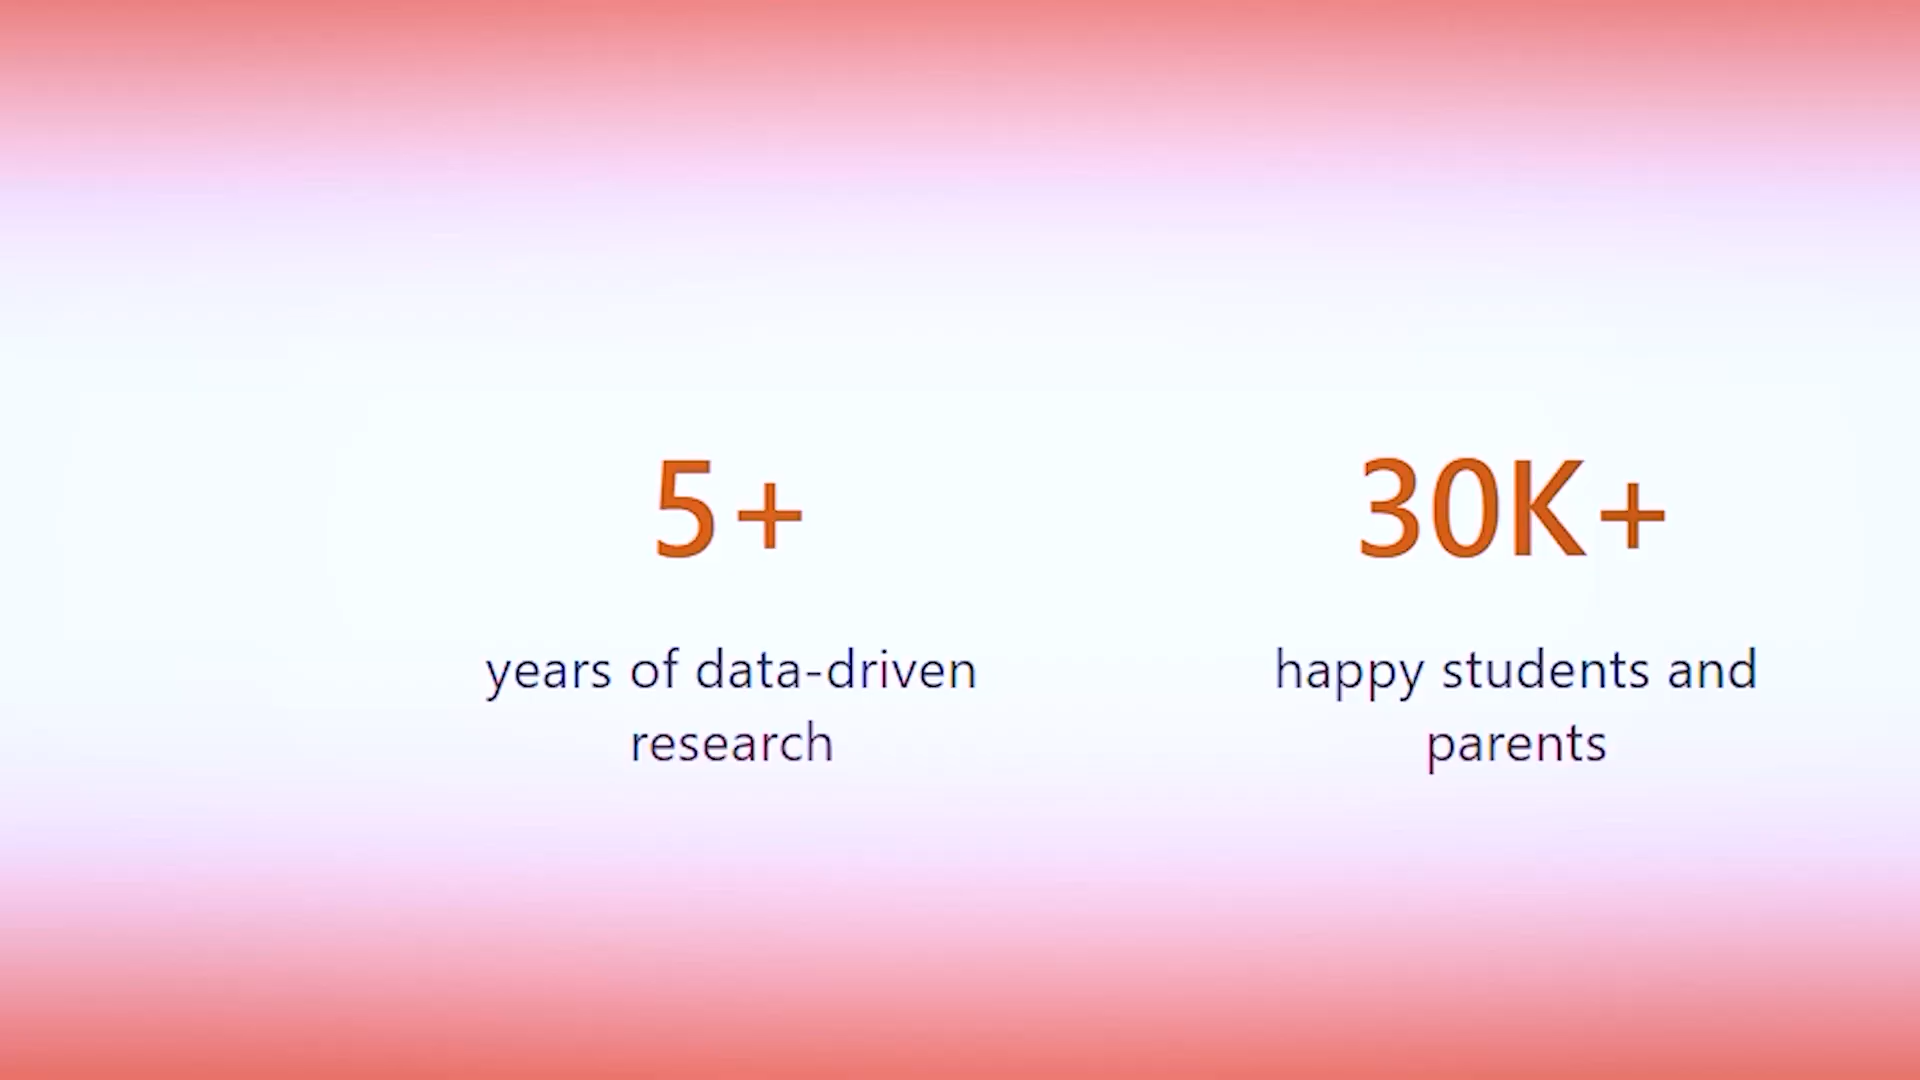 5+
years of data-driven
research
30K+
happy students and
parents